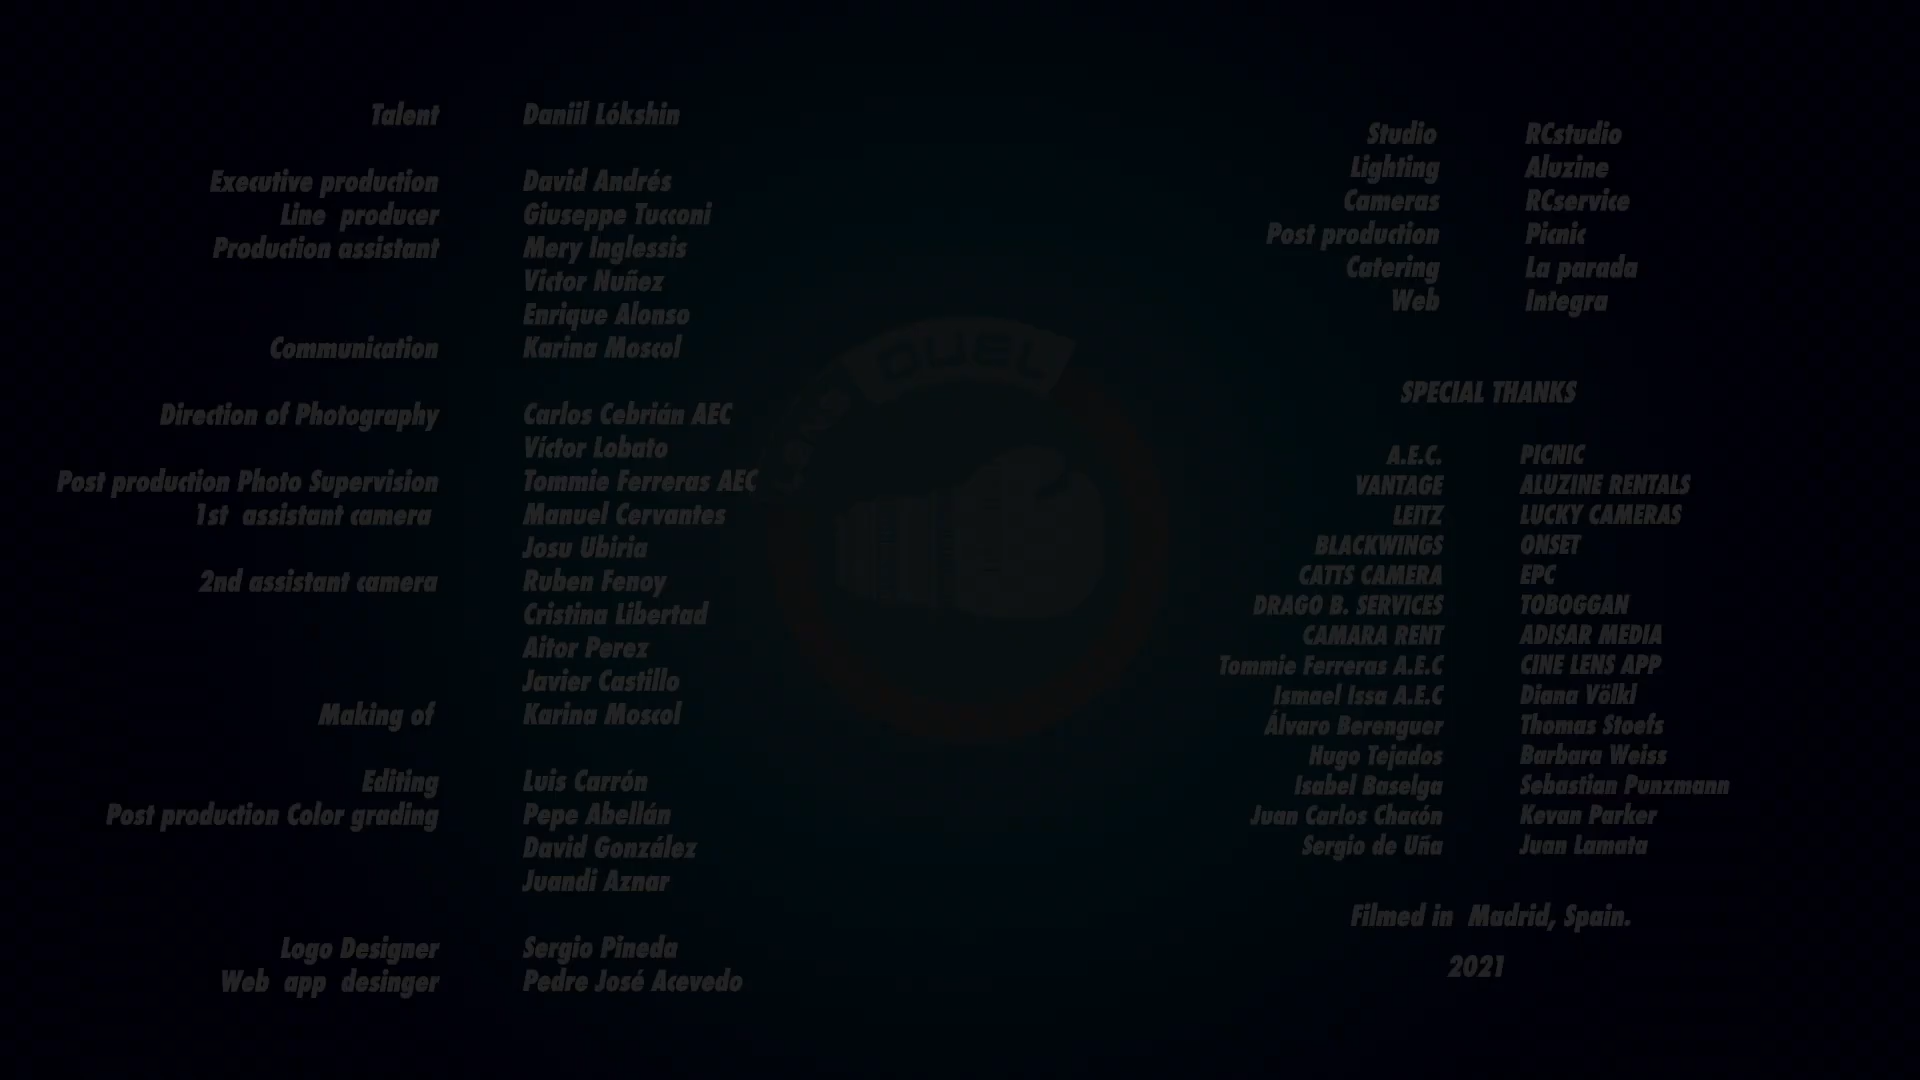 Talent Daniil Lókshin
Executive production David Andrés
Line producer Giuseppe Tucconi
Production assistant Mery Inglessis
Victor Nuñez
Enrique Alonso
Communication Karina Moscol
Direction of Photography Carlos Cebrián AEC
Víctor Lobato
Post production Photo Supervision Tommie Ferreras AEC
1st assistant camera Manuel Cervantes
Josu Ubiria
2nd assistant camera Ruben Fenoy
Cristina Libertad
Aitor Perez
Javier Castillo
Making of Karina Moscol
Editing Luis Carrón
Post production Color grading Pepe Abellán
David González
Juandi Aznar
Logo Designer Sergio Pineda
Web app desinger Pedre José Acevedo
LENS DUEL
Studio RCstudio
Lighting Aluzine
Cameras RCservice
Post production Picnic
Catering La parada
Web Integra
SPECIAL THANKS
A.E.C. PICNIC
VANTAGE ALUZINE RENTALS
LEITZ LUCKY CAMERAS
BLACKWINGS ONSET
CATTS CAMERA EPC
DRAGO B. SERVICES TOBOGGAN
CAMARA RENT ADISAR MEDIA
Tommie Ferreras A.E.C CINE LENS APP
Ismael Issa A.E.C Diana Völkl
Álvaro Berenguer Thomas Stoefs
Hugo Tejados Barbara Weiss
Isabel Baselga Sebastian Punzmann
Juan Carlos Chacón Kevan Parker
Sergio de Uña Juan Lamata
Filmed in Madrid, Spain.
2021